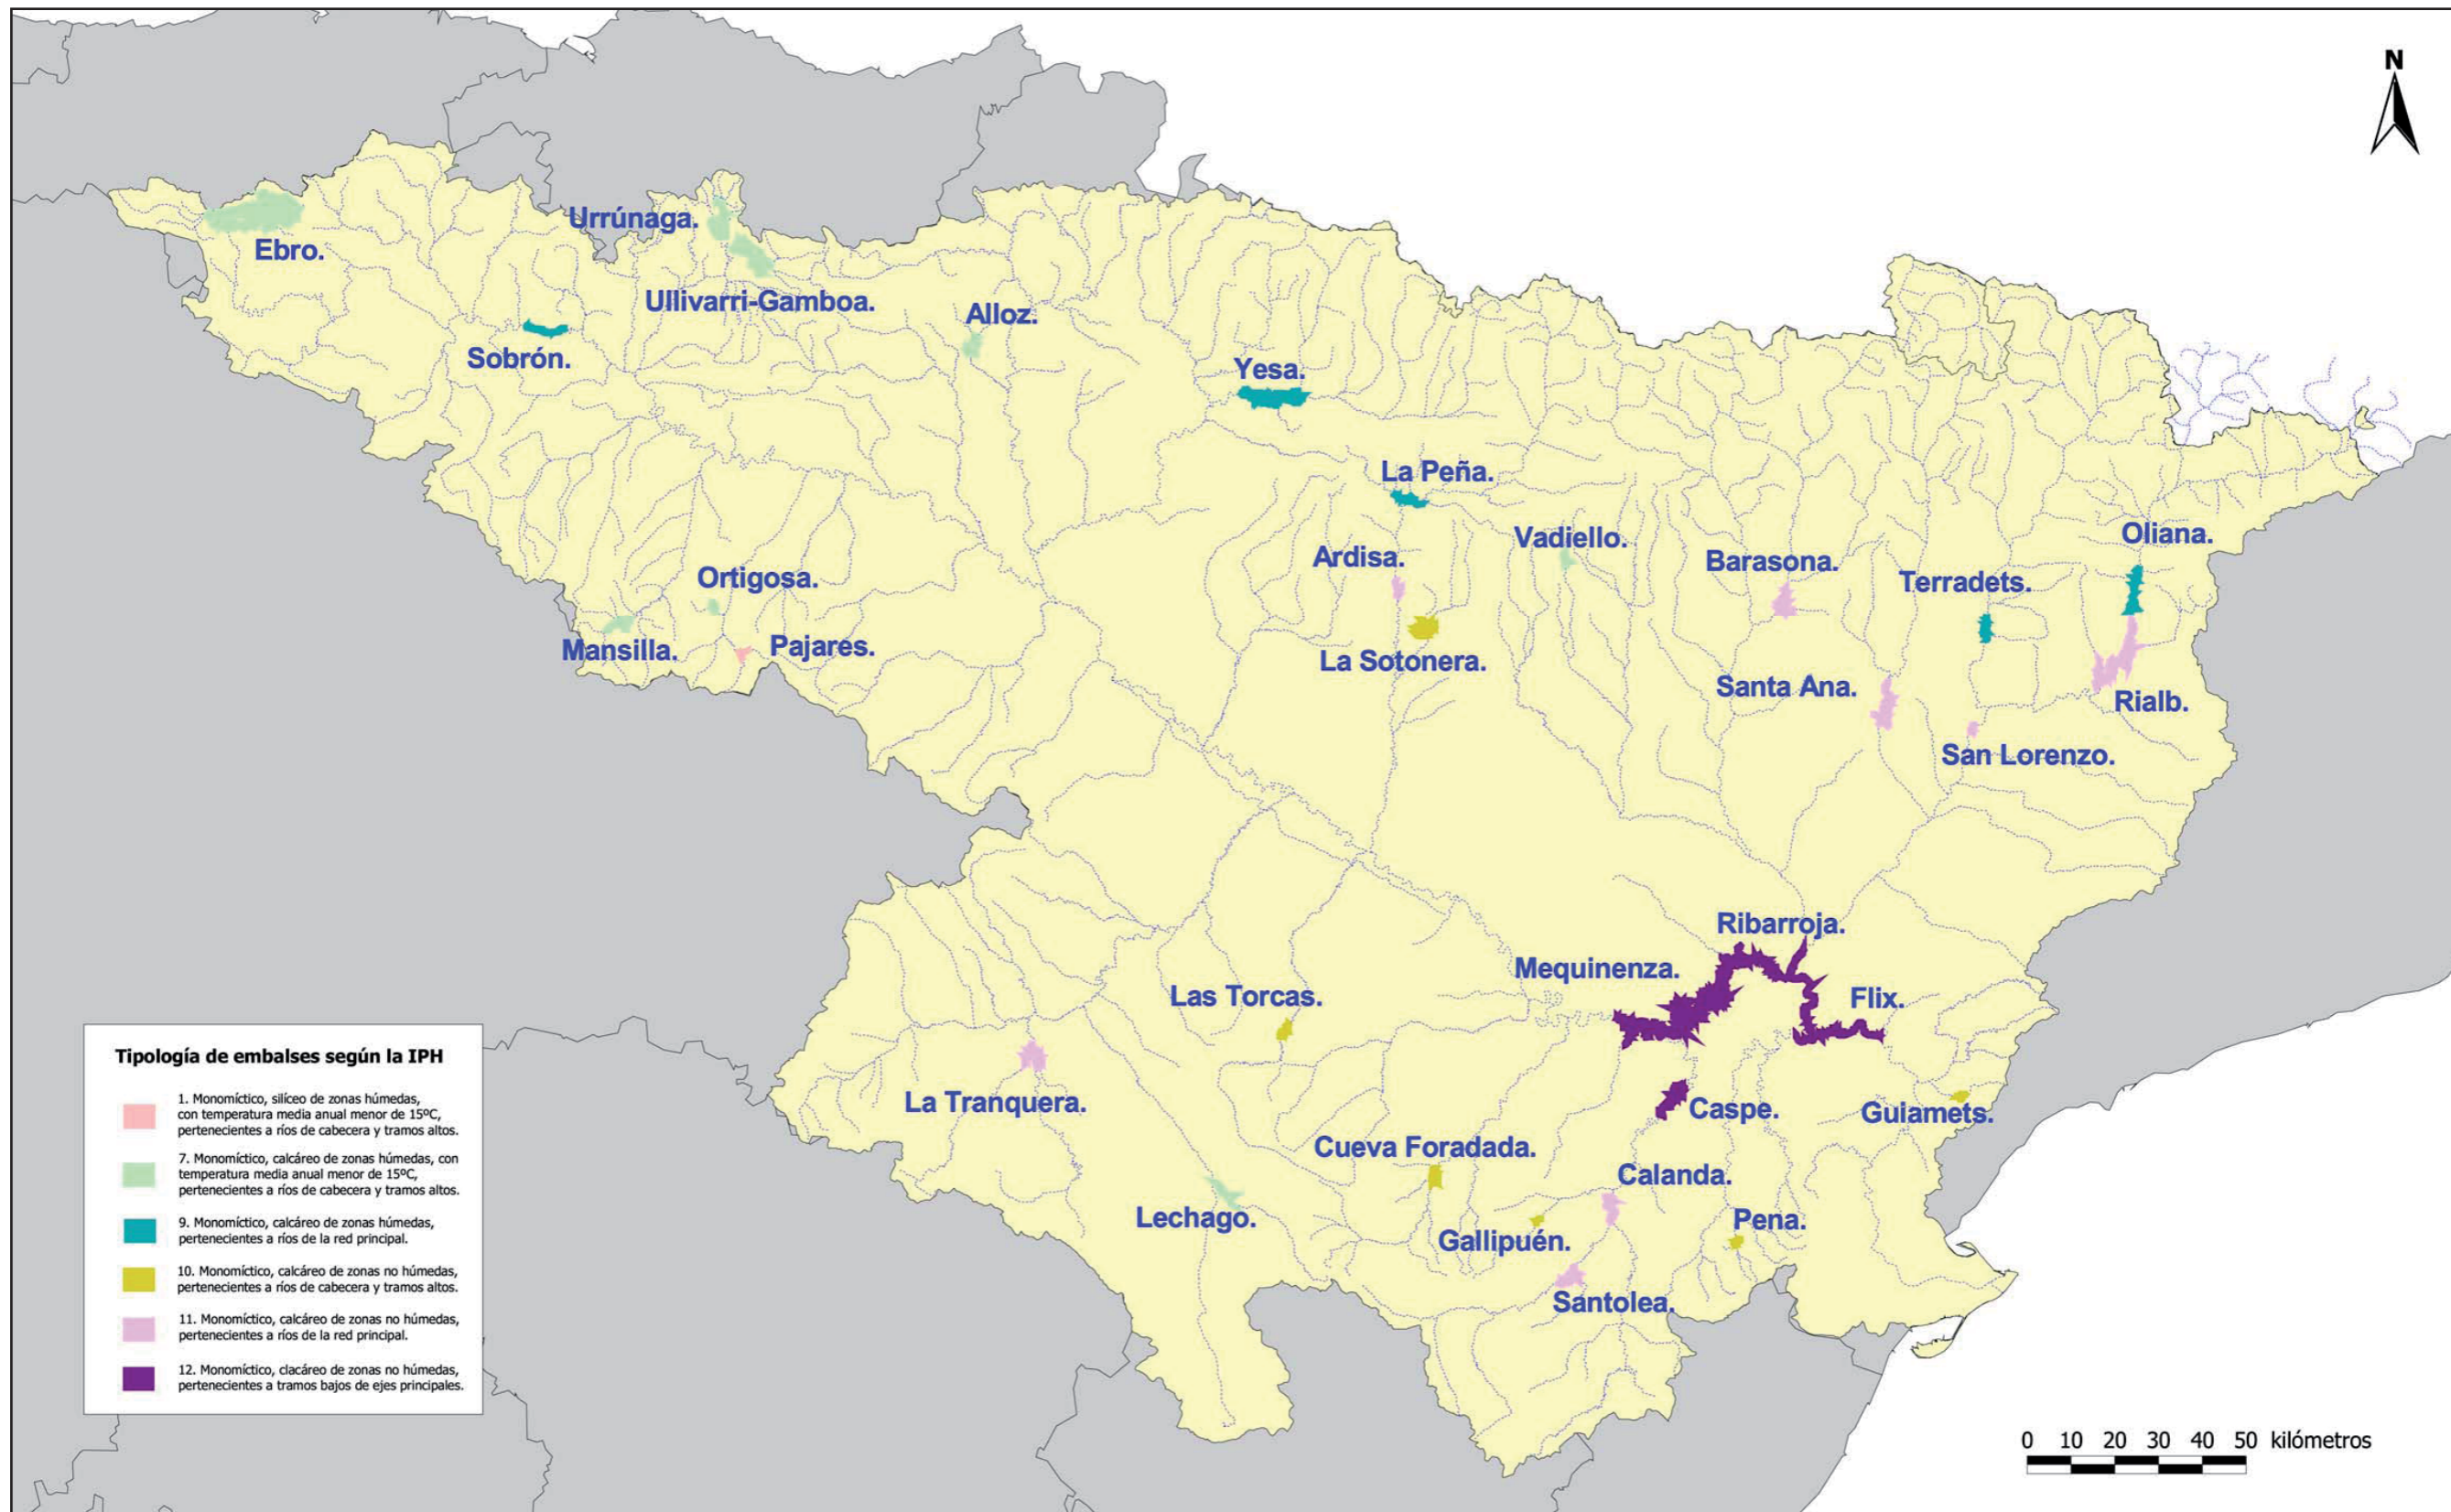 N
Urrúnaga.
Ebro.
Ullivarri-Gamboa.
Alloz.
Sobrón.
Yesa.
La Peña.
Vadiello.
Oliana.
Ardisa.
Barasona.
Terradets.
Ortigosa.
Mansilla.
Pajares.
La Sotonera.
Santa Ana.
Rialb.
San Lorenzo.
Ribarroja.
Mequinenza.
Las Torcas.
Flix.
La Tranquera.
Caspe.
Guiamets.
Cueva Foradada.
Calanda.
Lechago.
Gallipuén.
Pena.
Santolea.
Tipología de embalses según la IPH
1. Monomíctico, silíceo de zonas húmedas,
con temperatura media anual menor de 15ºC,
pertenecientes a ríos de cabecera y tramos altos.
7. Monomíctico, calcáreo de zonas húmedas, con
temperatura media anual menor de 15ºC,
pertenecientes a ríos de cabecera y tramos altos.
9. Monomíctico, calcáreo de zonas húmedas,
pertenecientes a ríos de la red principal.
10. Monomíctico, calcáreo de zonas no húmedas,
pertenecientes a ríos de cabecera y tramos altos.
11. Monomíctico, calcáreo de zonas no húmedas,
pertenecientes a ríos de la red principal.
12. Monomíctico, clacáreo de zonas no húmedas,
pertenecientes a tramos bajos de ejes principales.
0 10 20 30 40 50 kilómetros